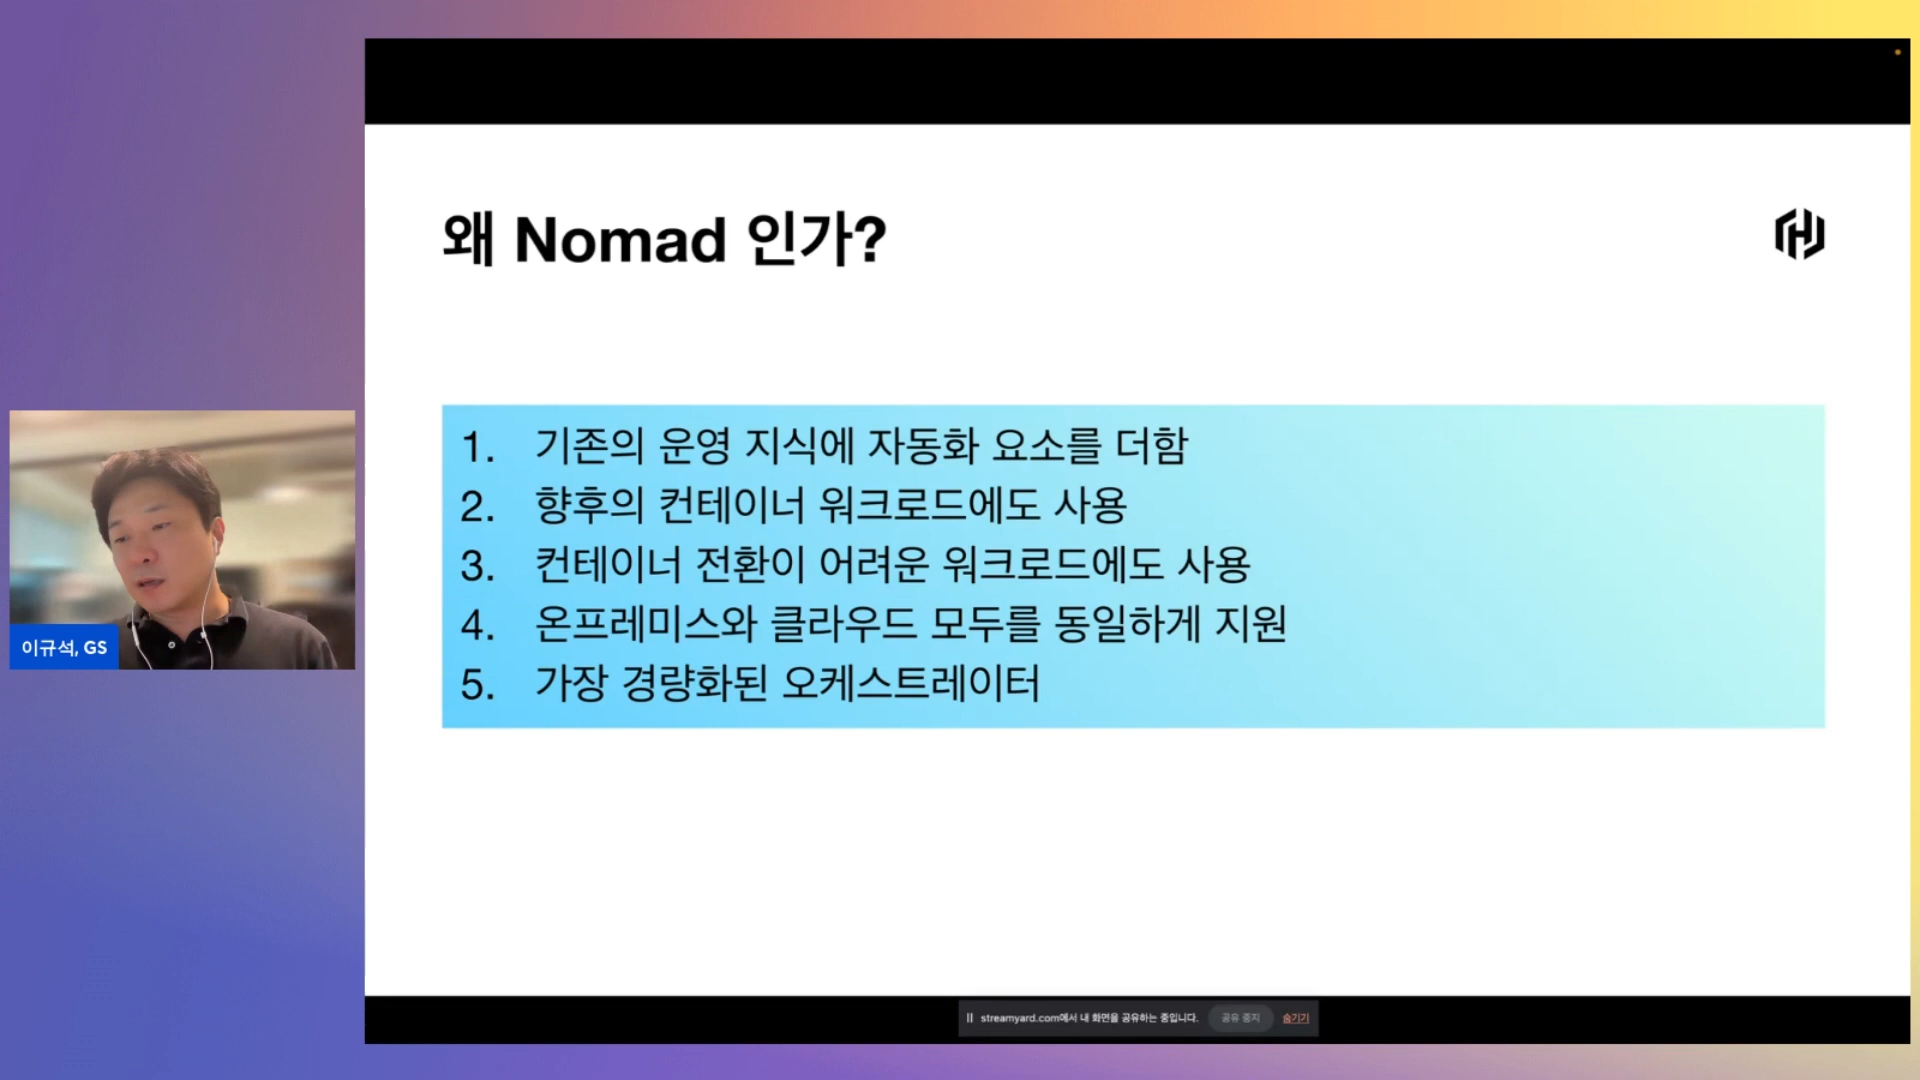 왜 Nomad 인가?
1. 기존의 운영 지식에 자동화 요소를 더함
2. 향후의 컨테이너 워크로드에도 사용
3. 컨테이너 전환이 어려운 워크로드에도 사용
4. 온프레미스와 클라우드 모두를 동일하게 지원
5. 가장 경량화된 오케스트레이터
이규석, GS
streamyard.com에서 내 화면을 공유하는 중입니다. 공유 중지 숨기기